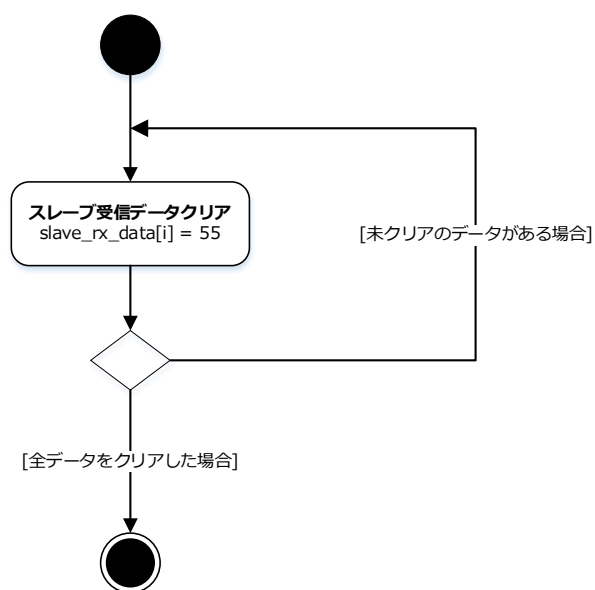 スレーブ受信データクリア
slave_rx_data[i] = 55
[未クリアのデータがある場合]
[全データをクリアした場合]